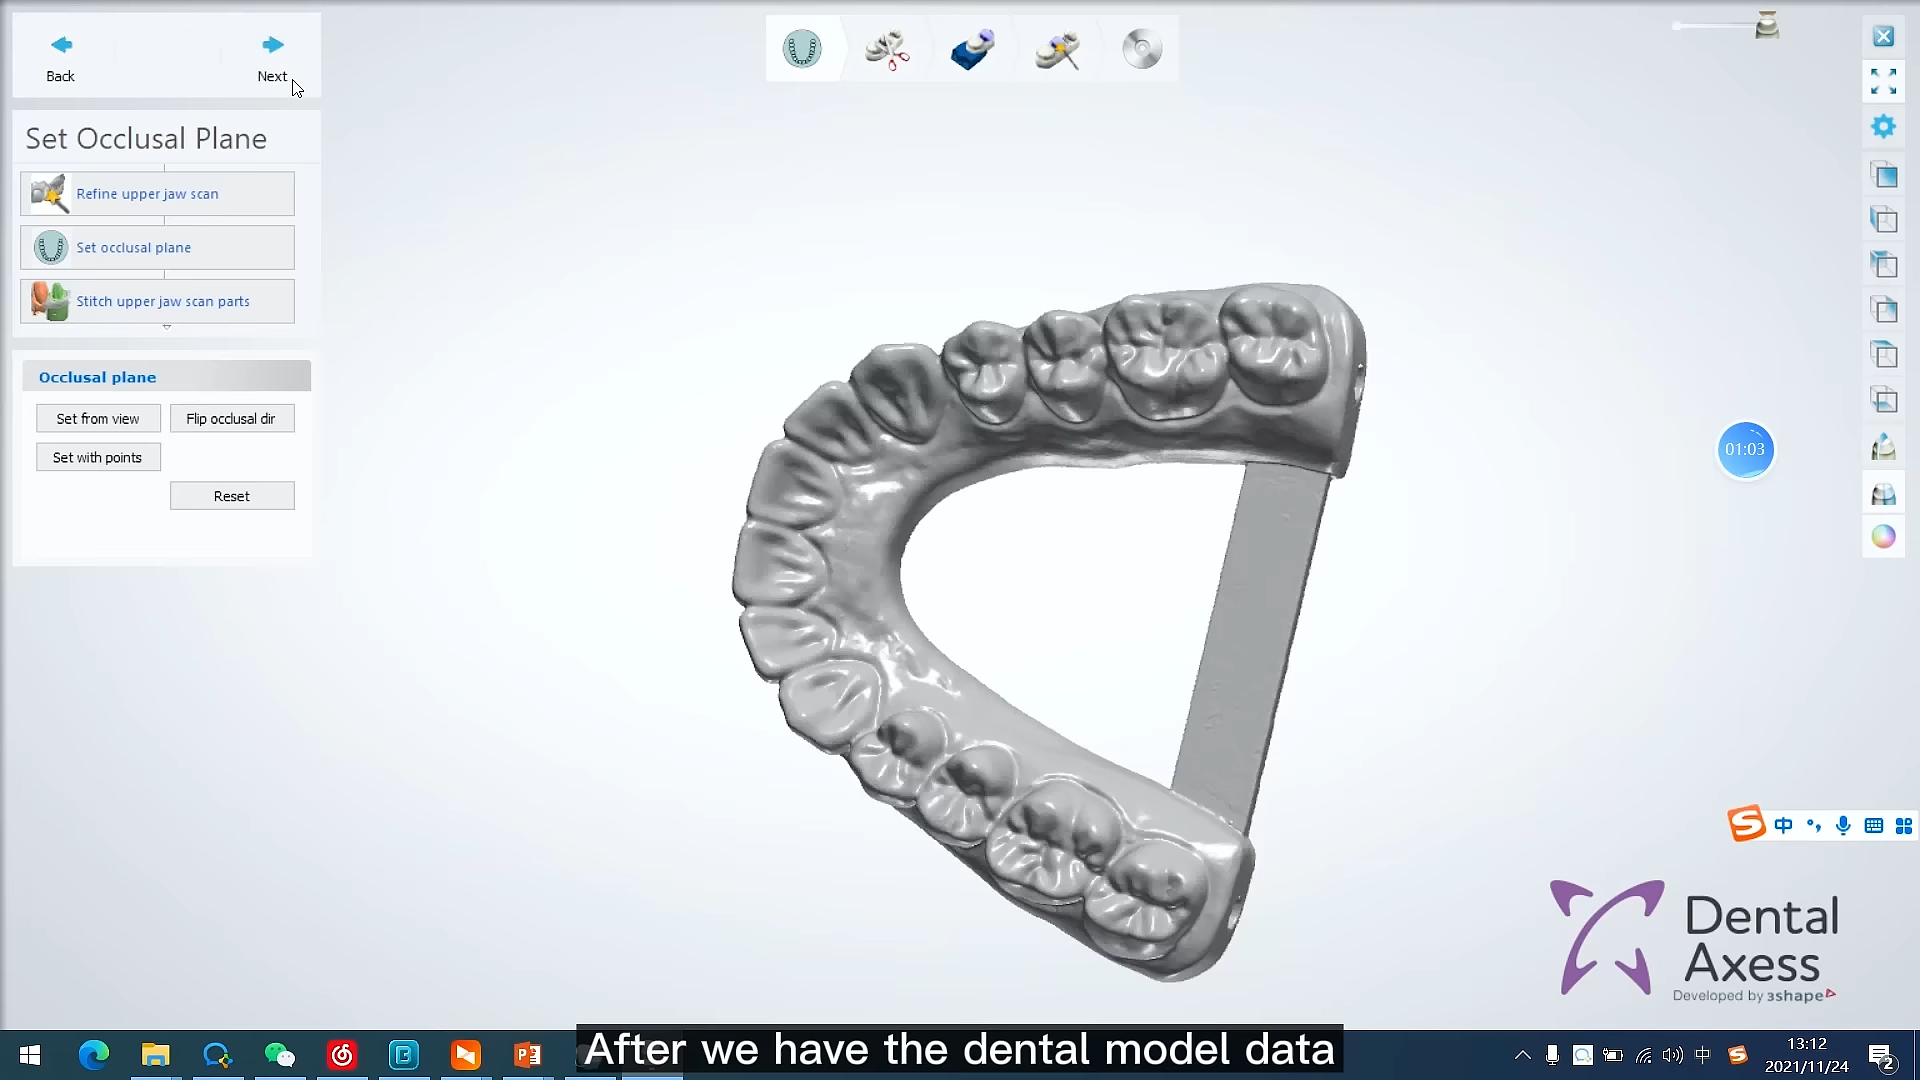 Back
Next
Set Occlusal Plane
Refine upper jaw scan
Set occlusal plane
Stitch upper jaw scan parts
Occlusal plane
Set from view
Flip occlusal dir
Set with points
Reset
01:03
中
Dental
Axess
Developed by 3shape
After we have the dental model data
中
13:12
2021/11/24
2